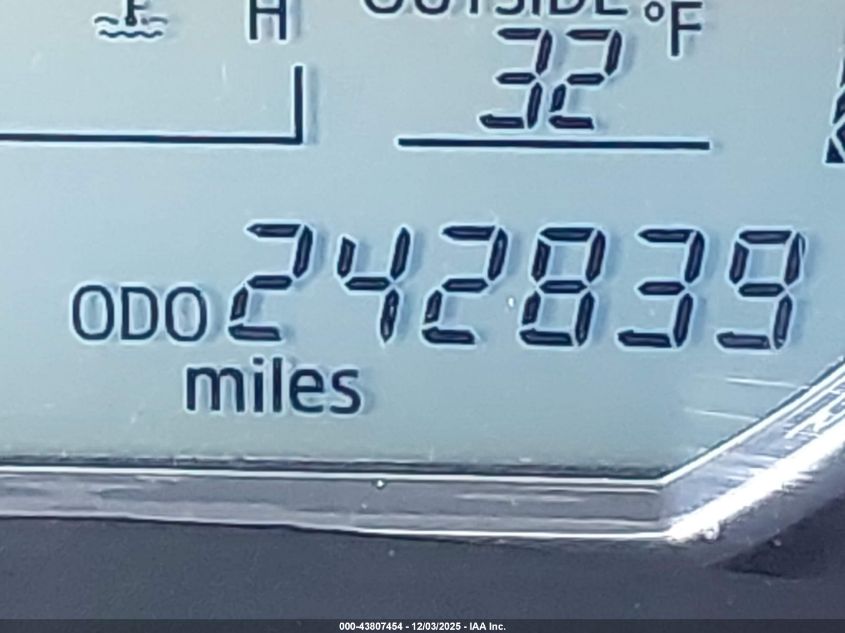 H
OUTSIDE °F
32
ODO 242839
miles
000-43807454 - 12/03/2025 - IAA Inc.